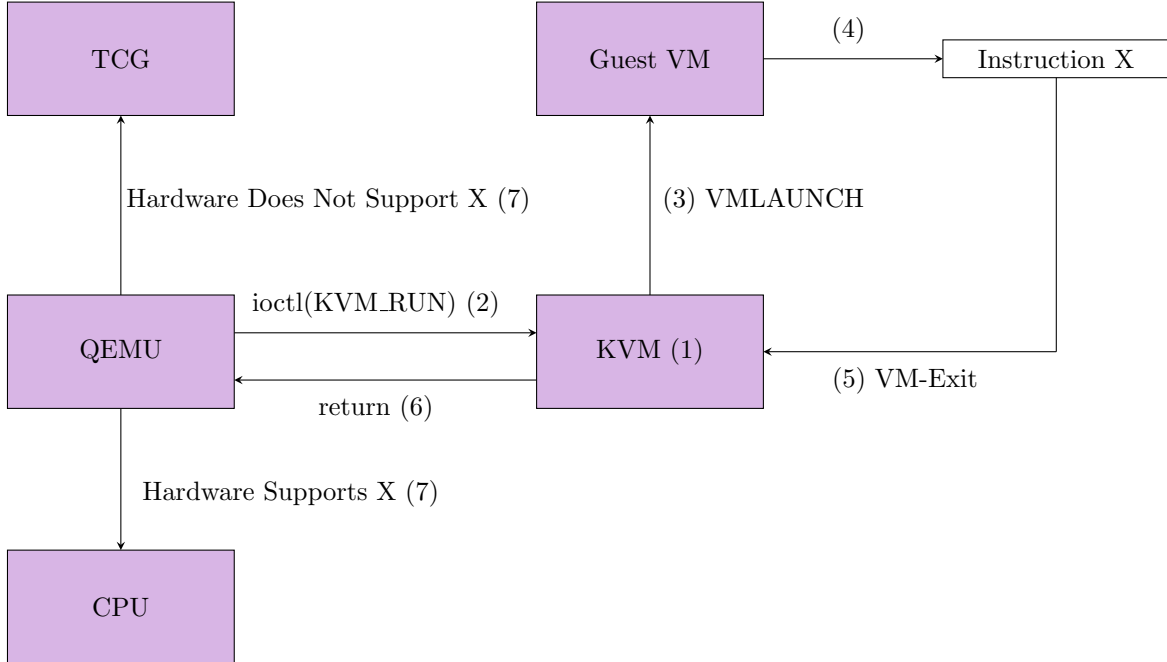 TCG
Guest VM
(4)
Instruction X
Hardware Does Not Support X (7)
(3) VMLAUNCH
ioctl(KVM_RUN) (2)
QEMU
KVM (1)
return (6)
(5) VM-Exit
Hardware Supports X (7)
CPU